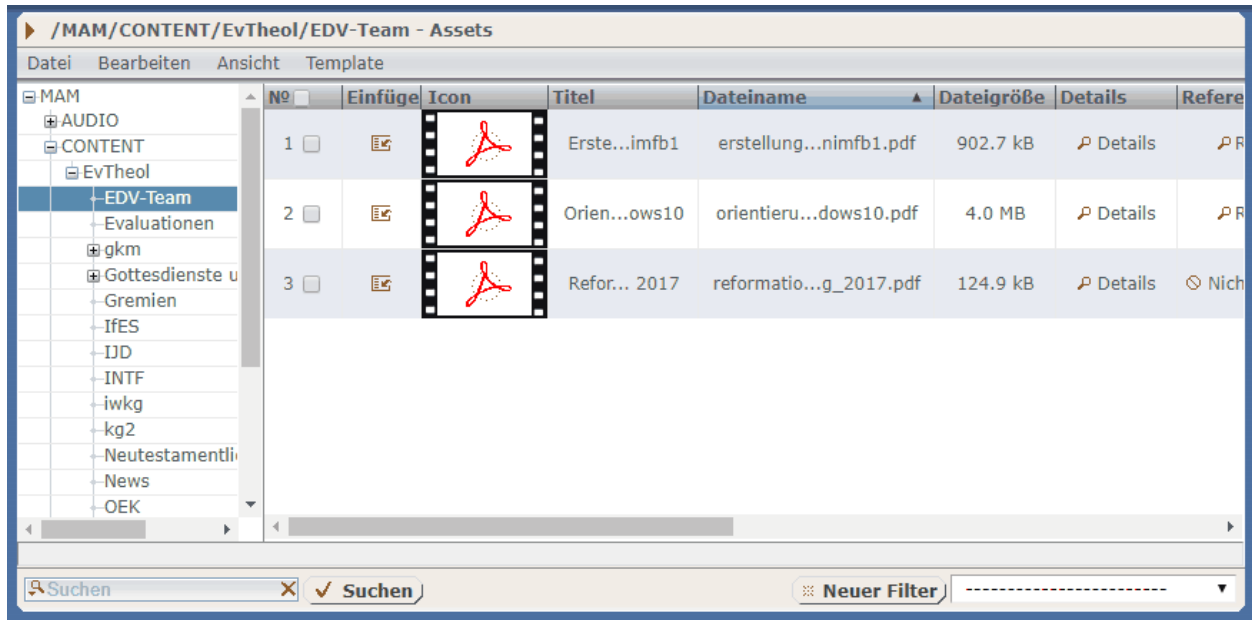 /MAM/CONTENT/EvTheol/EDV-Team - Assets
Datei Bearbeiten Ansicht Template
MAM
AUDIO
CONTENT
EvTheol
EDV-Team
Evaluationen
gkm
Gottesdienste u
Gremien
IfES
IJD
INTF
iwkg
kg2
Neutestamentli
News
OEK
Nº Einfüge Icon Titel Dateiname Dateigröße Details Refere
1 Erste...imfb1 erstellung...nimfb1.pdf 902.7 kB Details R
2 Orien...ows10 orientieru...dows10.pdf 4.0 MB Details R
3 Refor... 2017 reformatio...g_2017.pdf 124.9 kB Details Nich
Suchen Suchen Neuer Filter ------------------------